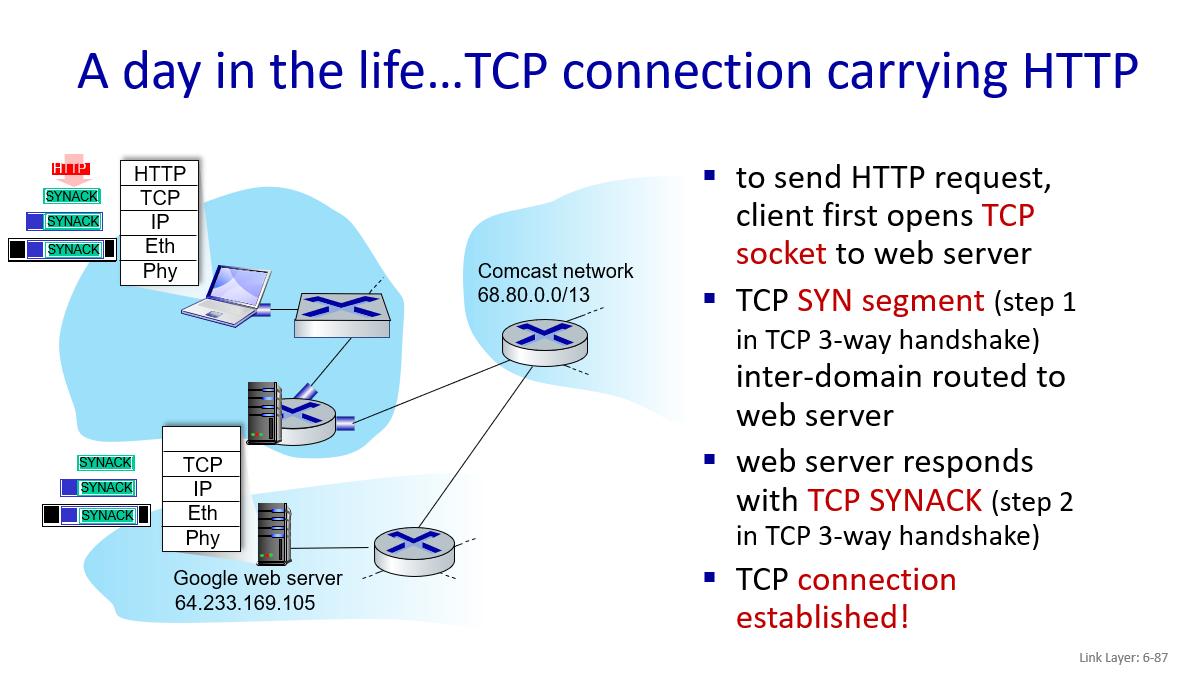 A day in the life…TCP connection carrying HTTP
HTTP
SYNACK
SYNACK
SYNACK
HTTP
TCP
IP
Eth
Phy
Comcast network
68.80.0.0/13
SYNACK
SYNACK
SYNACK
TCP
IP
Eth
Phy
Google web server
64.233.169.105
to send HTTP request,
client first opens TCP
socket to web server
TCP SYN segment (step 1
in TCP 3-way handshake)
inter-domain routed to
web server
web server responds
with TCP SYNACK (step 2
in TCP 3-way handshake)
TCP connection
established!
Link Layer: 6-87